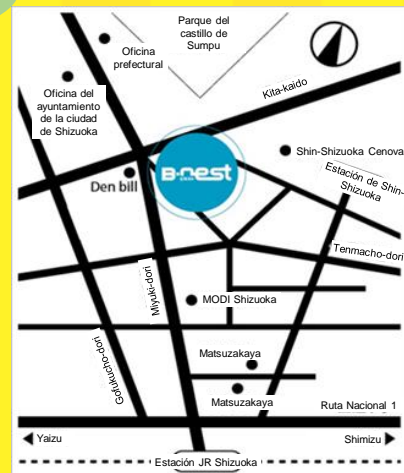 Parque del
castillo de
Sumpu
Oficina
prefectural
Oficina del
ayuntamiento
de la ciudad
de Shizuoka
Kita-kaido
B-nest
Shin-Shizuoka Cenova
Estación de Shin-
Shizuoka
Den bill
Tenmacho-dori
Miyuki-dori
MODI Shizuoka
Gofukucho-dori
Matsuzakaya
Matsuzakaya
Ruta Nacional 1
Yaizu
Shimizu
Estación JR Shizuoka